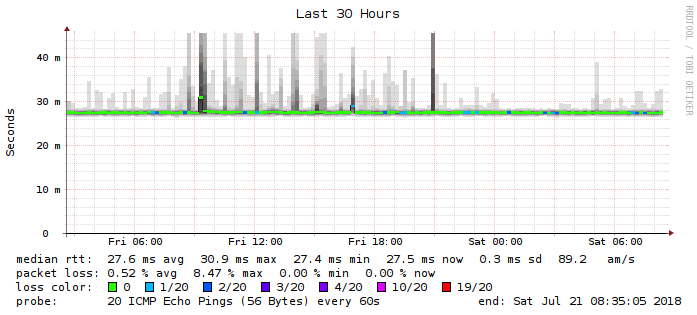 Last 30 Hours
RRDTOOL / TOBI OETIKER
Seconds
40 m
30 m
20 m
10 m
0
Fri 06:00 Fri 12:00 Fri 18:00 Sat 00:00 Sat 06:00
median rtt: 27.6 ms avg 30.9 ms max 27.4 ms min 27.5 ms now 0.3 ms sd 89.2 am/s
packet loss: 0.52 % avg 8.47 % max 0.00 % min 0.00 % now
loss color: 0 1/20 2/20 3/20 4/20 10/20 19/20
probe: 20 ICMP Echo Pings (56 Bytes) every 60s end: Sat Jul 21 08:35:05 2018